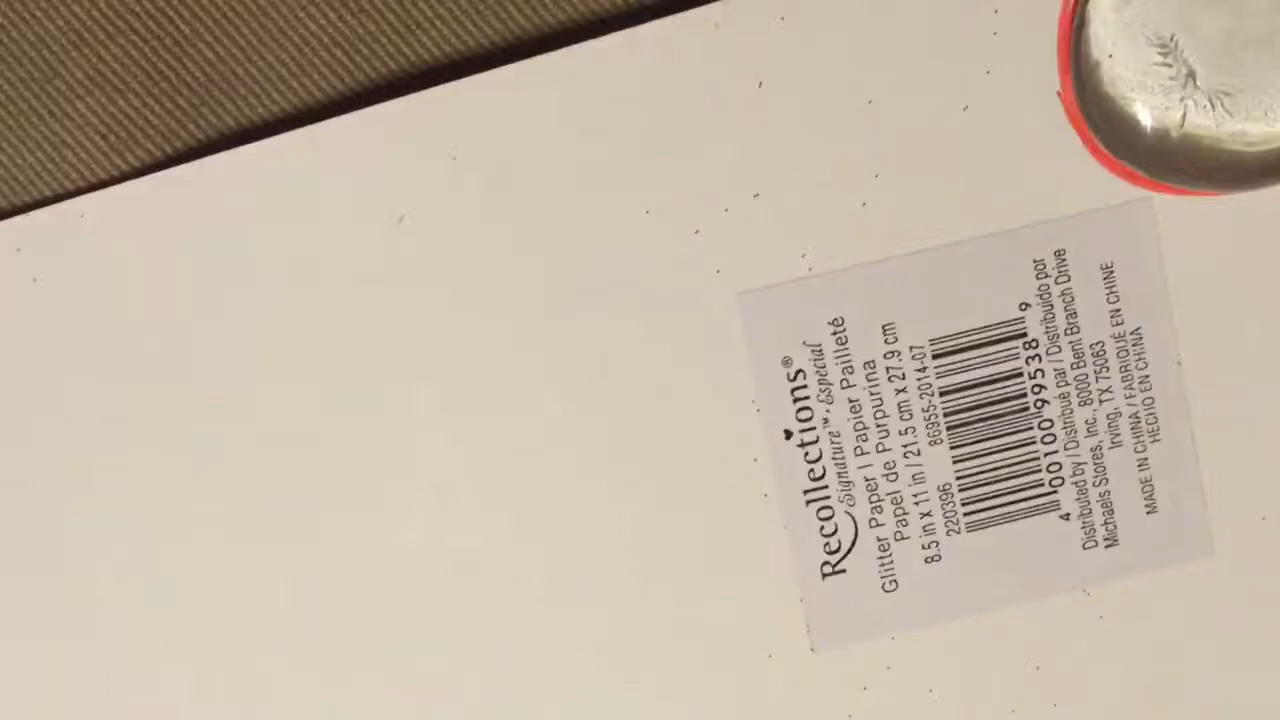 Recollections®
Signature™·Especial
Glitter Paper / Papier Pailleté
Papel de Purpurina
8.5 in x 11 in / 21.5 cm x 27.9 cm
220396 86955-2014-07
4 00100 99538 9
Distributed by / Distribué par / Distribuido por
Michaels Stores, Inc., 8000 Bent Branch Drive
Irving, TX 75063
MADE IN CHINA / FABRIQUÉ EN CHINE
HECHO EN CHINA